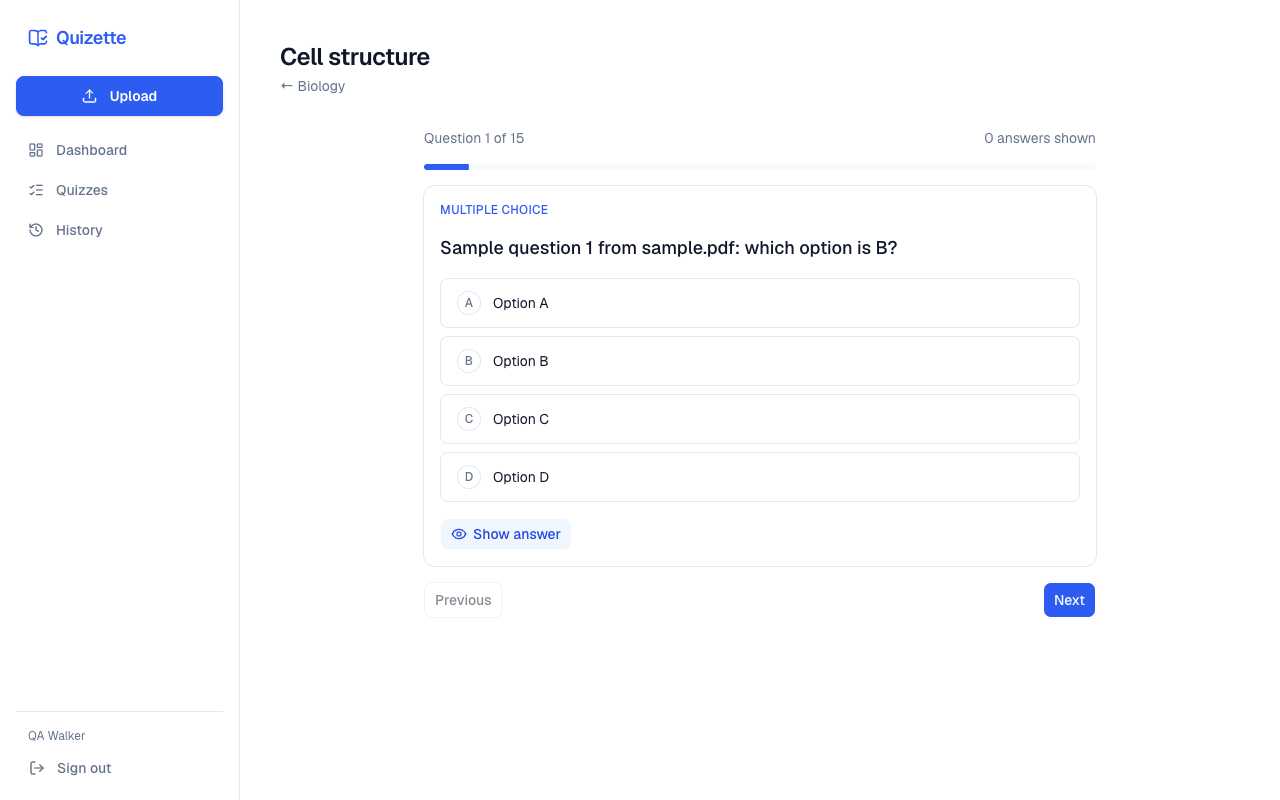 Quizette
Upload
Dashboard
Quizzes
History
QA Walker
Sign out
Cell structure
← Biology
Question 1 of 15
0 answers shown
MULTIPLE CHOICE
Sample question 1 from sample.pdf: which option is B?
A Option A
B Option B
C Option C
D Option D
Show answer
Previous
Next